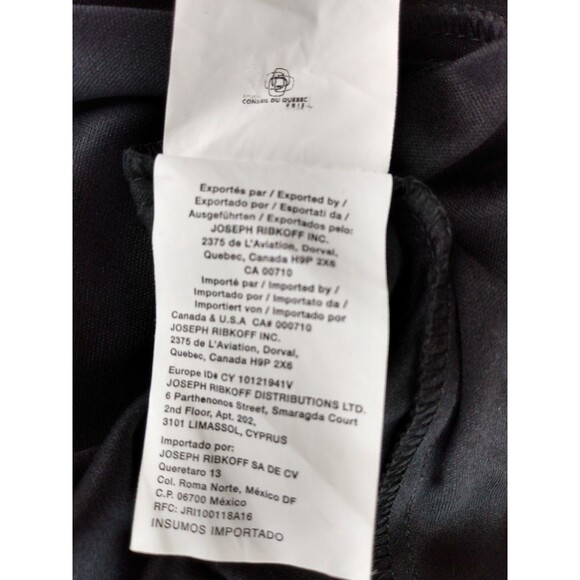 CONSEIL DU QUEBEC
Exportés par / Exported by /
Exportado por / Esportati da /
Ausgeführten / Exportados pelo:
JOSEPH RIBKOFF INC.
2375 de L'Aviation, Dorval,
Quebec, Canada H9P 2X6
CA 00710
Importé par / Imported by /
Importado por / Importato da /
Importiert von / Importado por
Canada & U.S.A CA# 000710
JOSEPH RIBKOFF INC.
2375 de L'Aviation, Dorval,
Quebec, Canada H9P 2X6
Europe ID# CY 10121941V
JOSEPH RIBKOFF DISTRIBUTIONS LTD.
6 Parthenonos Street, Smaragda Court
2nd Floor, Apt. 202,
3101 LIMASSOL, CYPRUS
Importado por:
JOSEPH RIBKOFF SA DE CV
Queretaro 13
Col. Roma Norte, México DF
C.P. 06700 México
RFC: JRI100118A16
INSUMOS IMPORTADO